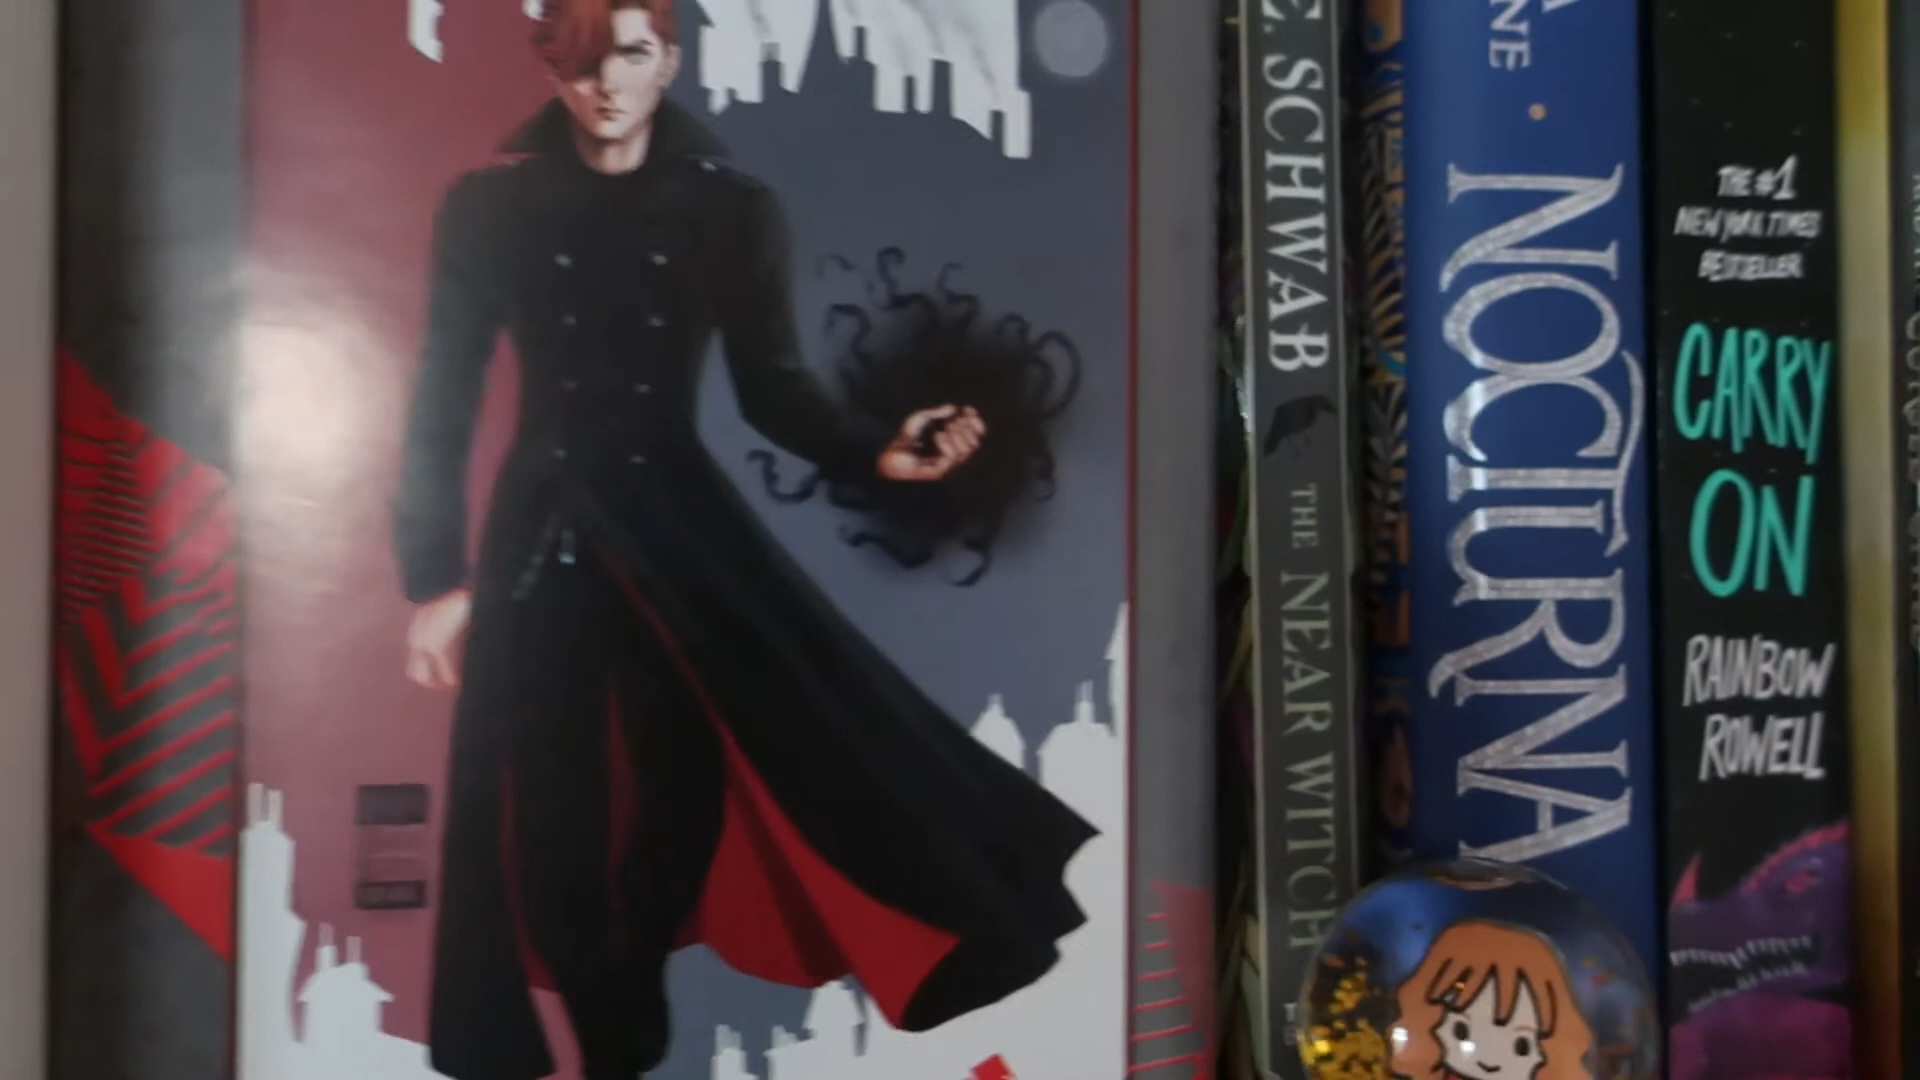 E. SCHWAB
THE NEAR WITCH
NE • NOCTURNA
THE #1
NEW YORK TIMES
BESTSELLER
CARRY
ON
RAINBOW
ROWELL